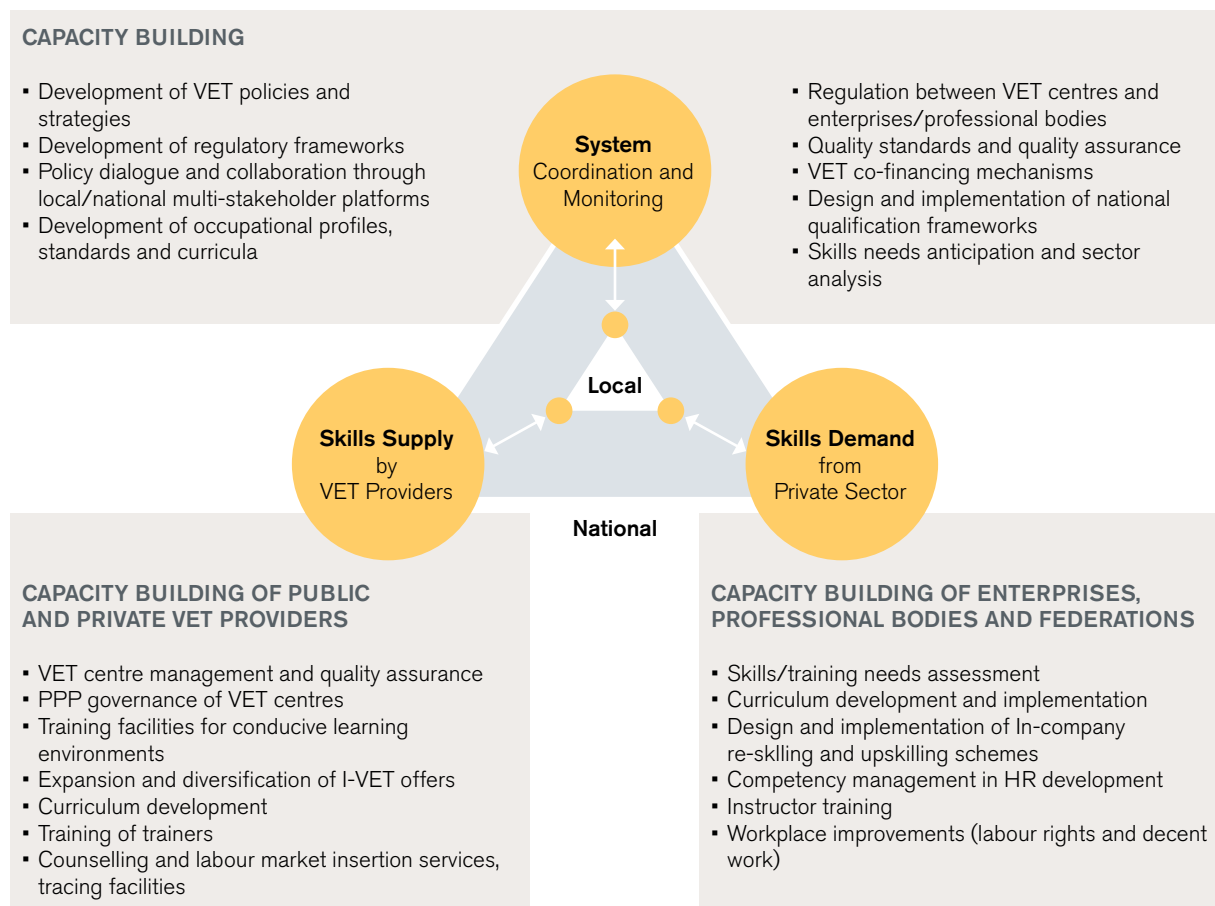 CAPACITY BUILDING
▪ Development of VET policies and
strategies
▪ Development of regulatory frameworks
▪ Policy dialogue and collaboration through
local/national multi-stakeholder platforms
▪ Development of occupational profiles,
standards and curricula
System
Coordination and
Monitoring
▪ Regulation between VET centres and
enterprises/professional bodies
▪ Quality standards and quality assurance
▪ VET co-financing mechanisms
▪ Design and implementation of national
qualification frameworks
▪ Skills needs anticipation and sector
analysis
Local
Skills Supply
by
VET Providers
Skills Demand
from
Private Sector
National
CAPACITY BUILDING OF PUBLIC
AND PRIVATE VET PROVIDERS
▪ VET centre management and quality assurance
▪ PPP governance of VET centres
▪ Training facilities for conducive learning
environments
▪ Expansion and diversification of I-VET offers
▪ Curriculum development
▪ Training of trainers
▪ Counselling and labour market insertion services,
tracing facilities
CAPACITY BUILDING OF ENTERPRISES,
PROFESSIONAL BODIES AND FEDERATIONS
▪ Skills/training needs assessment
▪ Curriculum development and implementation
▪ Design and implementation of In-company
re-sklling and upskilling schemes
▪ Competency management in HR development
▪ Instructor training
▪ Workplace improvements (labour rights and decent
work)